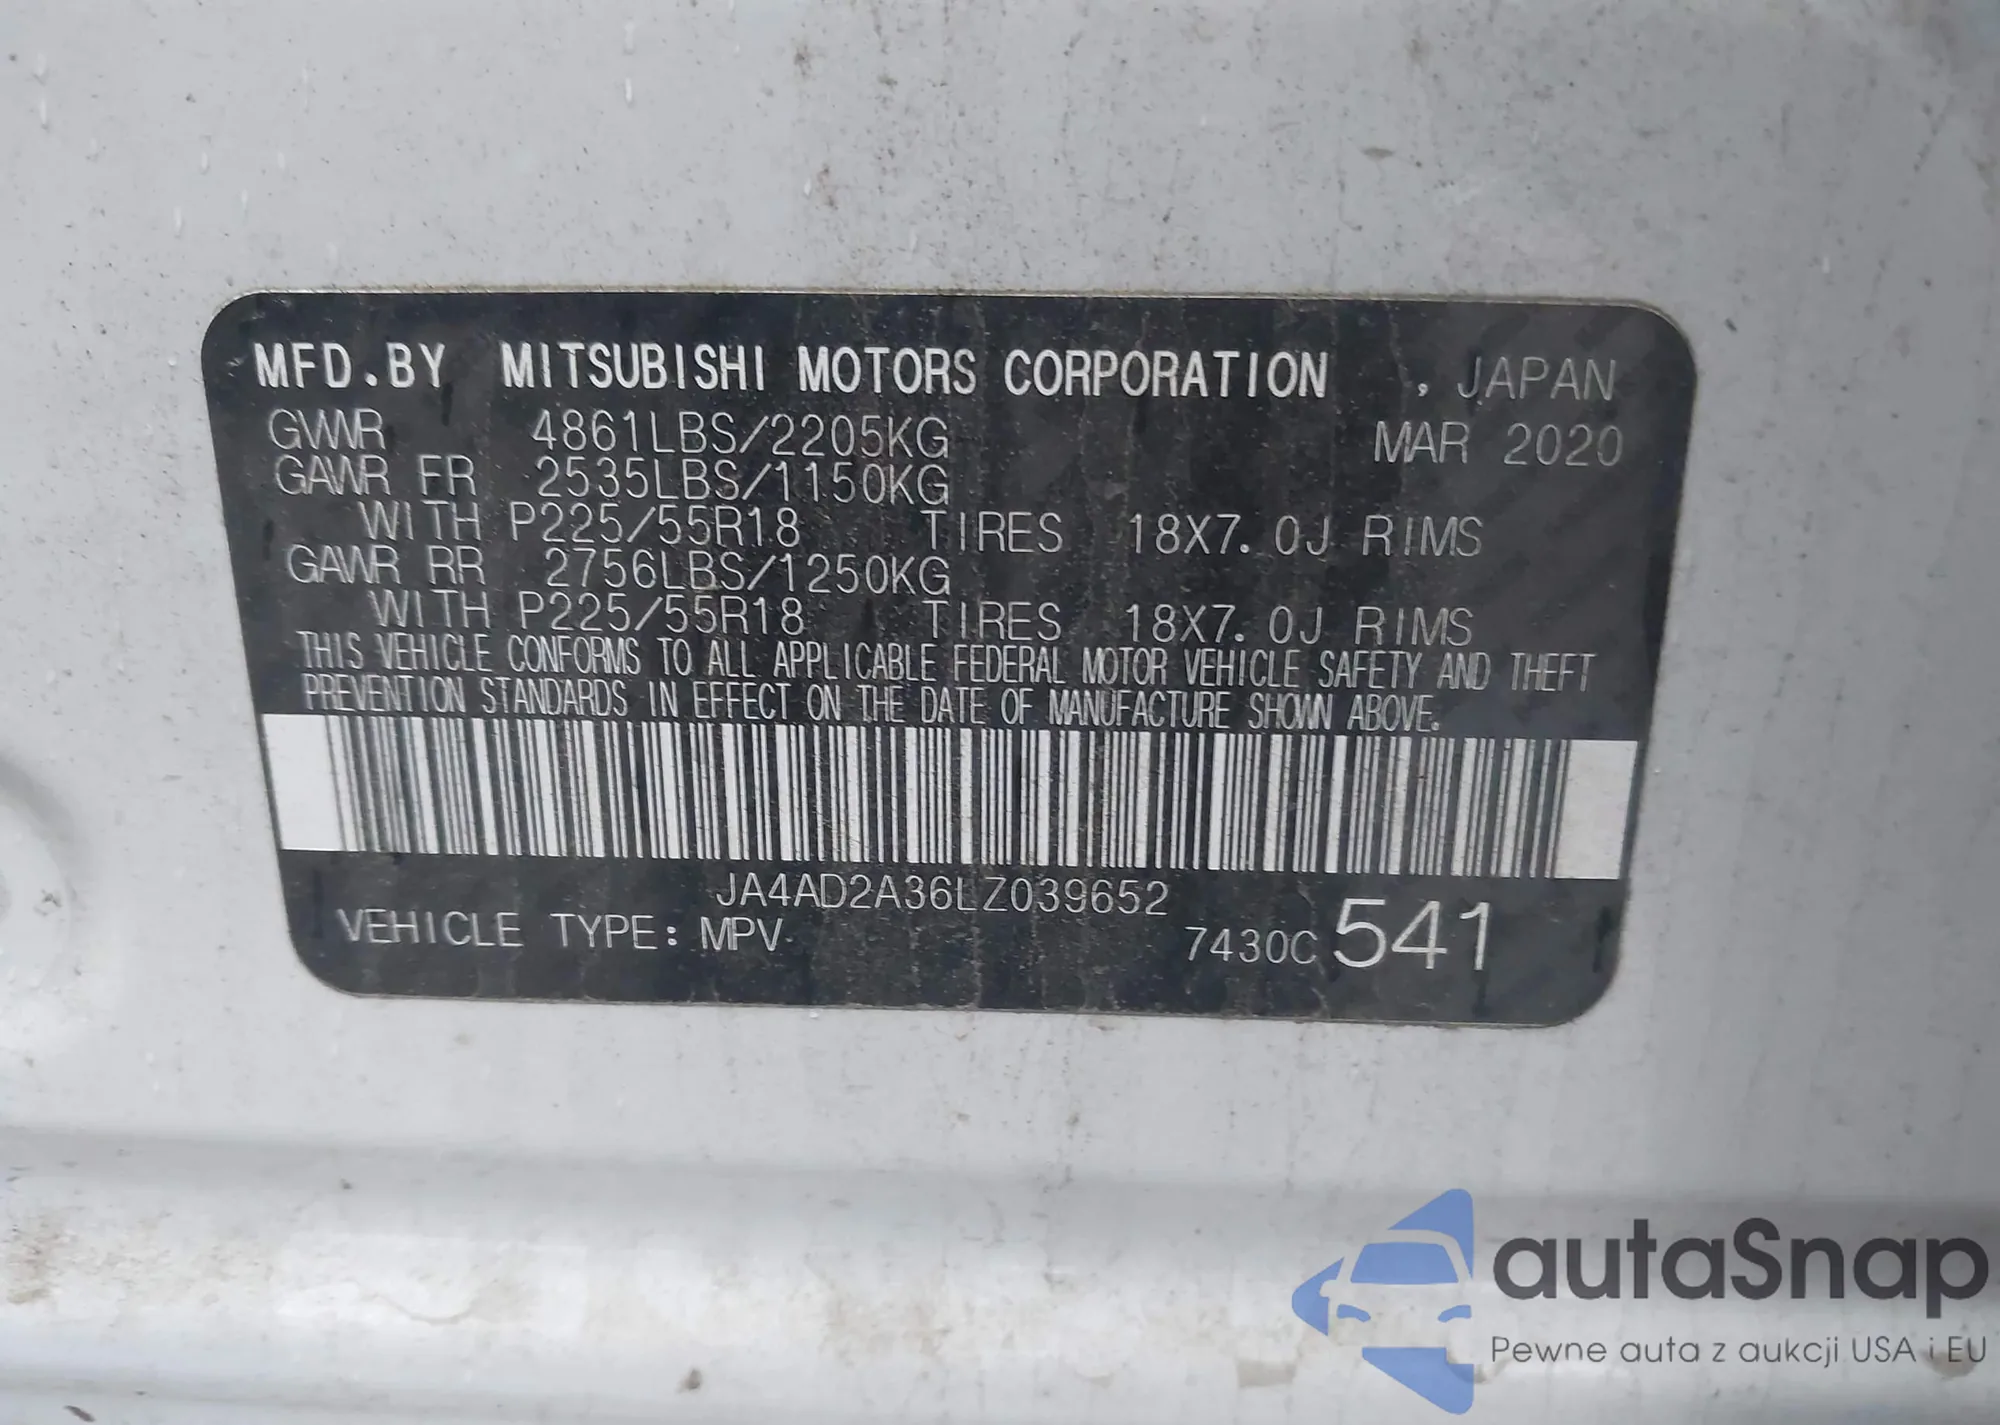 MFD.BY MITSUBISHI MOTORS CORPORATION , JAPAN
GVWR 4861LBS/2205KG MAR 2020
GAWR FR 2535LBS/1150KG
WITH P225/55R18 TIRES 18X7.0J RIMS
GAWR RR 2756LBS/1250KG
WITH P225/55R18 TIRES 18X7.0J RIMS
THIS VEHICLE CONFORMS TO ALL APPLICABLE FEDERAL MOTOR VEHICLE SAFETY AND THEFT
PREVENTION STANDARDS IN EFFECT ON THE DATE OF MANUFACTURE SHOWN ABOVE.
JA4AD2A36LZ039652
VEHICLE TYPE: MPV 7430C 541
autaSnap
Pewne auta z aukcji USA i EU